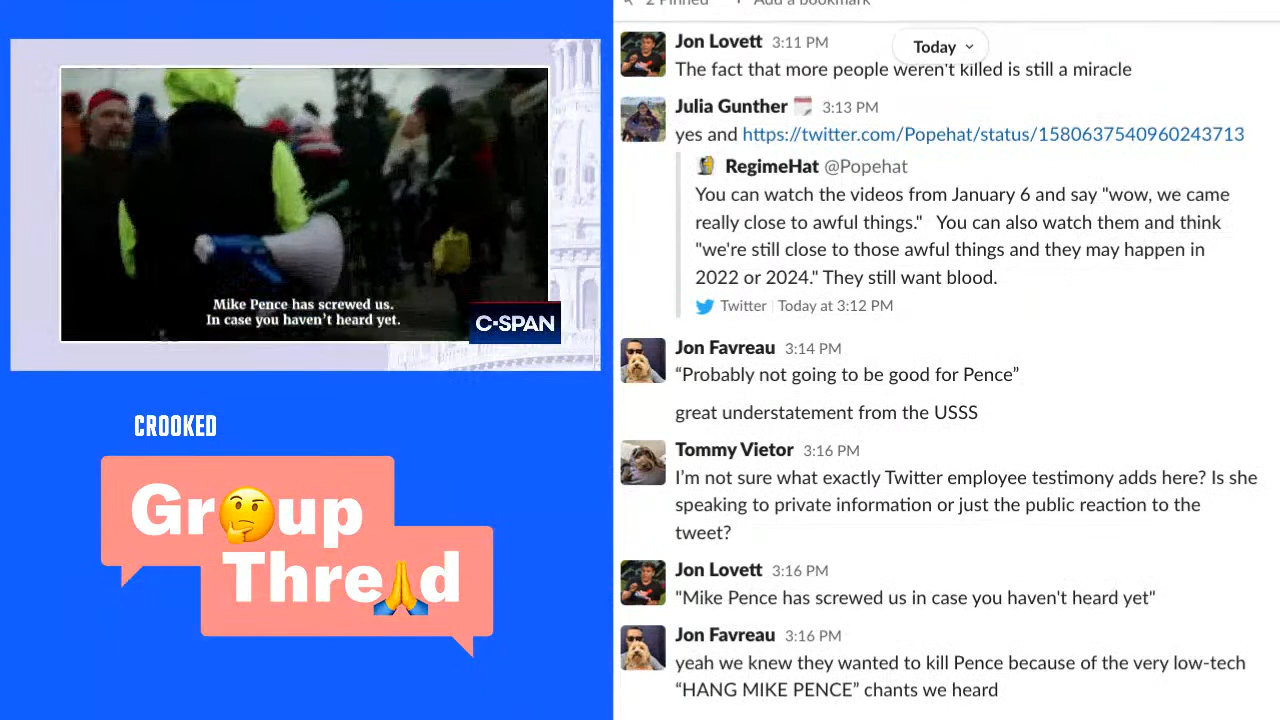 Mike Pence has screwed us.
In case you haven't heard yet.
C-SPAN
CROOKED
Gr🤔up
Thre🙏d
Today
Jon Lovett 3:11 PM
The fact that more people weren't killed is still a miracle
Julia Gunther 3:13 PM
yes and https://twitter.com/Popehat/status/1580637540960243713
RegimeHat @Popehat
You can watch the videos from January 6 and say "wow, we came
really close to awful things."   You can also watch them and think
"we're still close to those awful things and they may happen in
2022 or 2024." They still want blood.
Twitter | Today at 3:12 PM
Jon Favreau 3:14 PM
“Probably not going to be good for Pence”
great understatement from the USSS
Tommy Vietor 3:16 PM
I’m not sure what exactly Twitter employee testimony adds here? Is she
speaking to private information or just the public reaction to the
tweet?
Jon Lovett 3:16 PM
"Mike Pence has screwed us in case you haven't heard yet"
Jon Favreau 3:16 PM
yeah we knew they wanted to kill Pence because of the very low-tech
“HANG MIKE PENCE” chants we heard